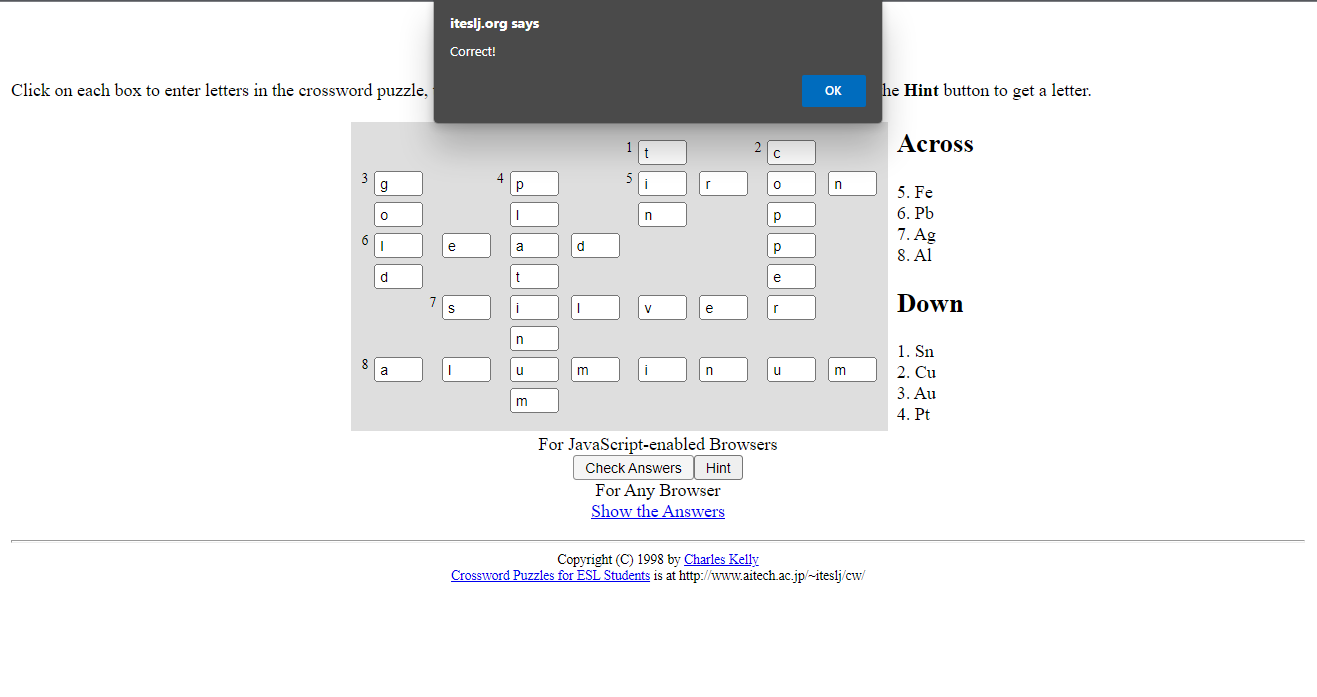 iteslj.org says
Correct!
OK
Click on each box to enter letters in the crossword puzzle,
he Hint button to get a letter.
1 t 2 c
3 g 4 p 5 i r o n
o l n p
6 l e a d p
d t e
7 s i l v e r
n
8 a l u m i n u m
m
Across
5. Fe
6. Pb
7. Ag
8. Al
Down
1. Sn
2. Cu
3. Au
4. Pt
For JavaScript-enabled Browsers
Check Answers Hint
For Any Browser
Show the Answers
Copyright (C) 1998 by Charles Kelly
Crossword Puzzles for ESL Students is at http://www.aitech.ac.jp/~iteslj/cw/